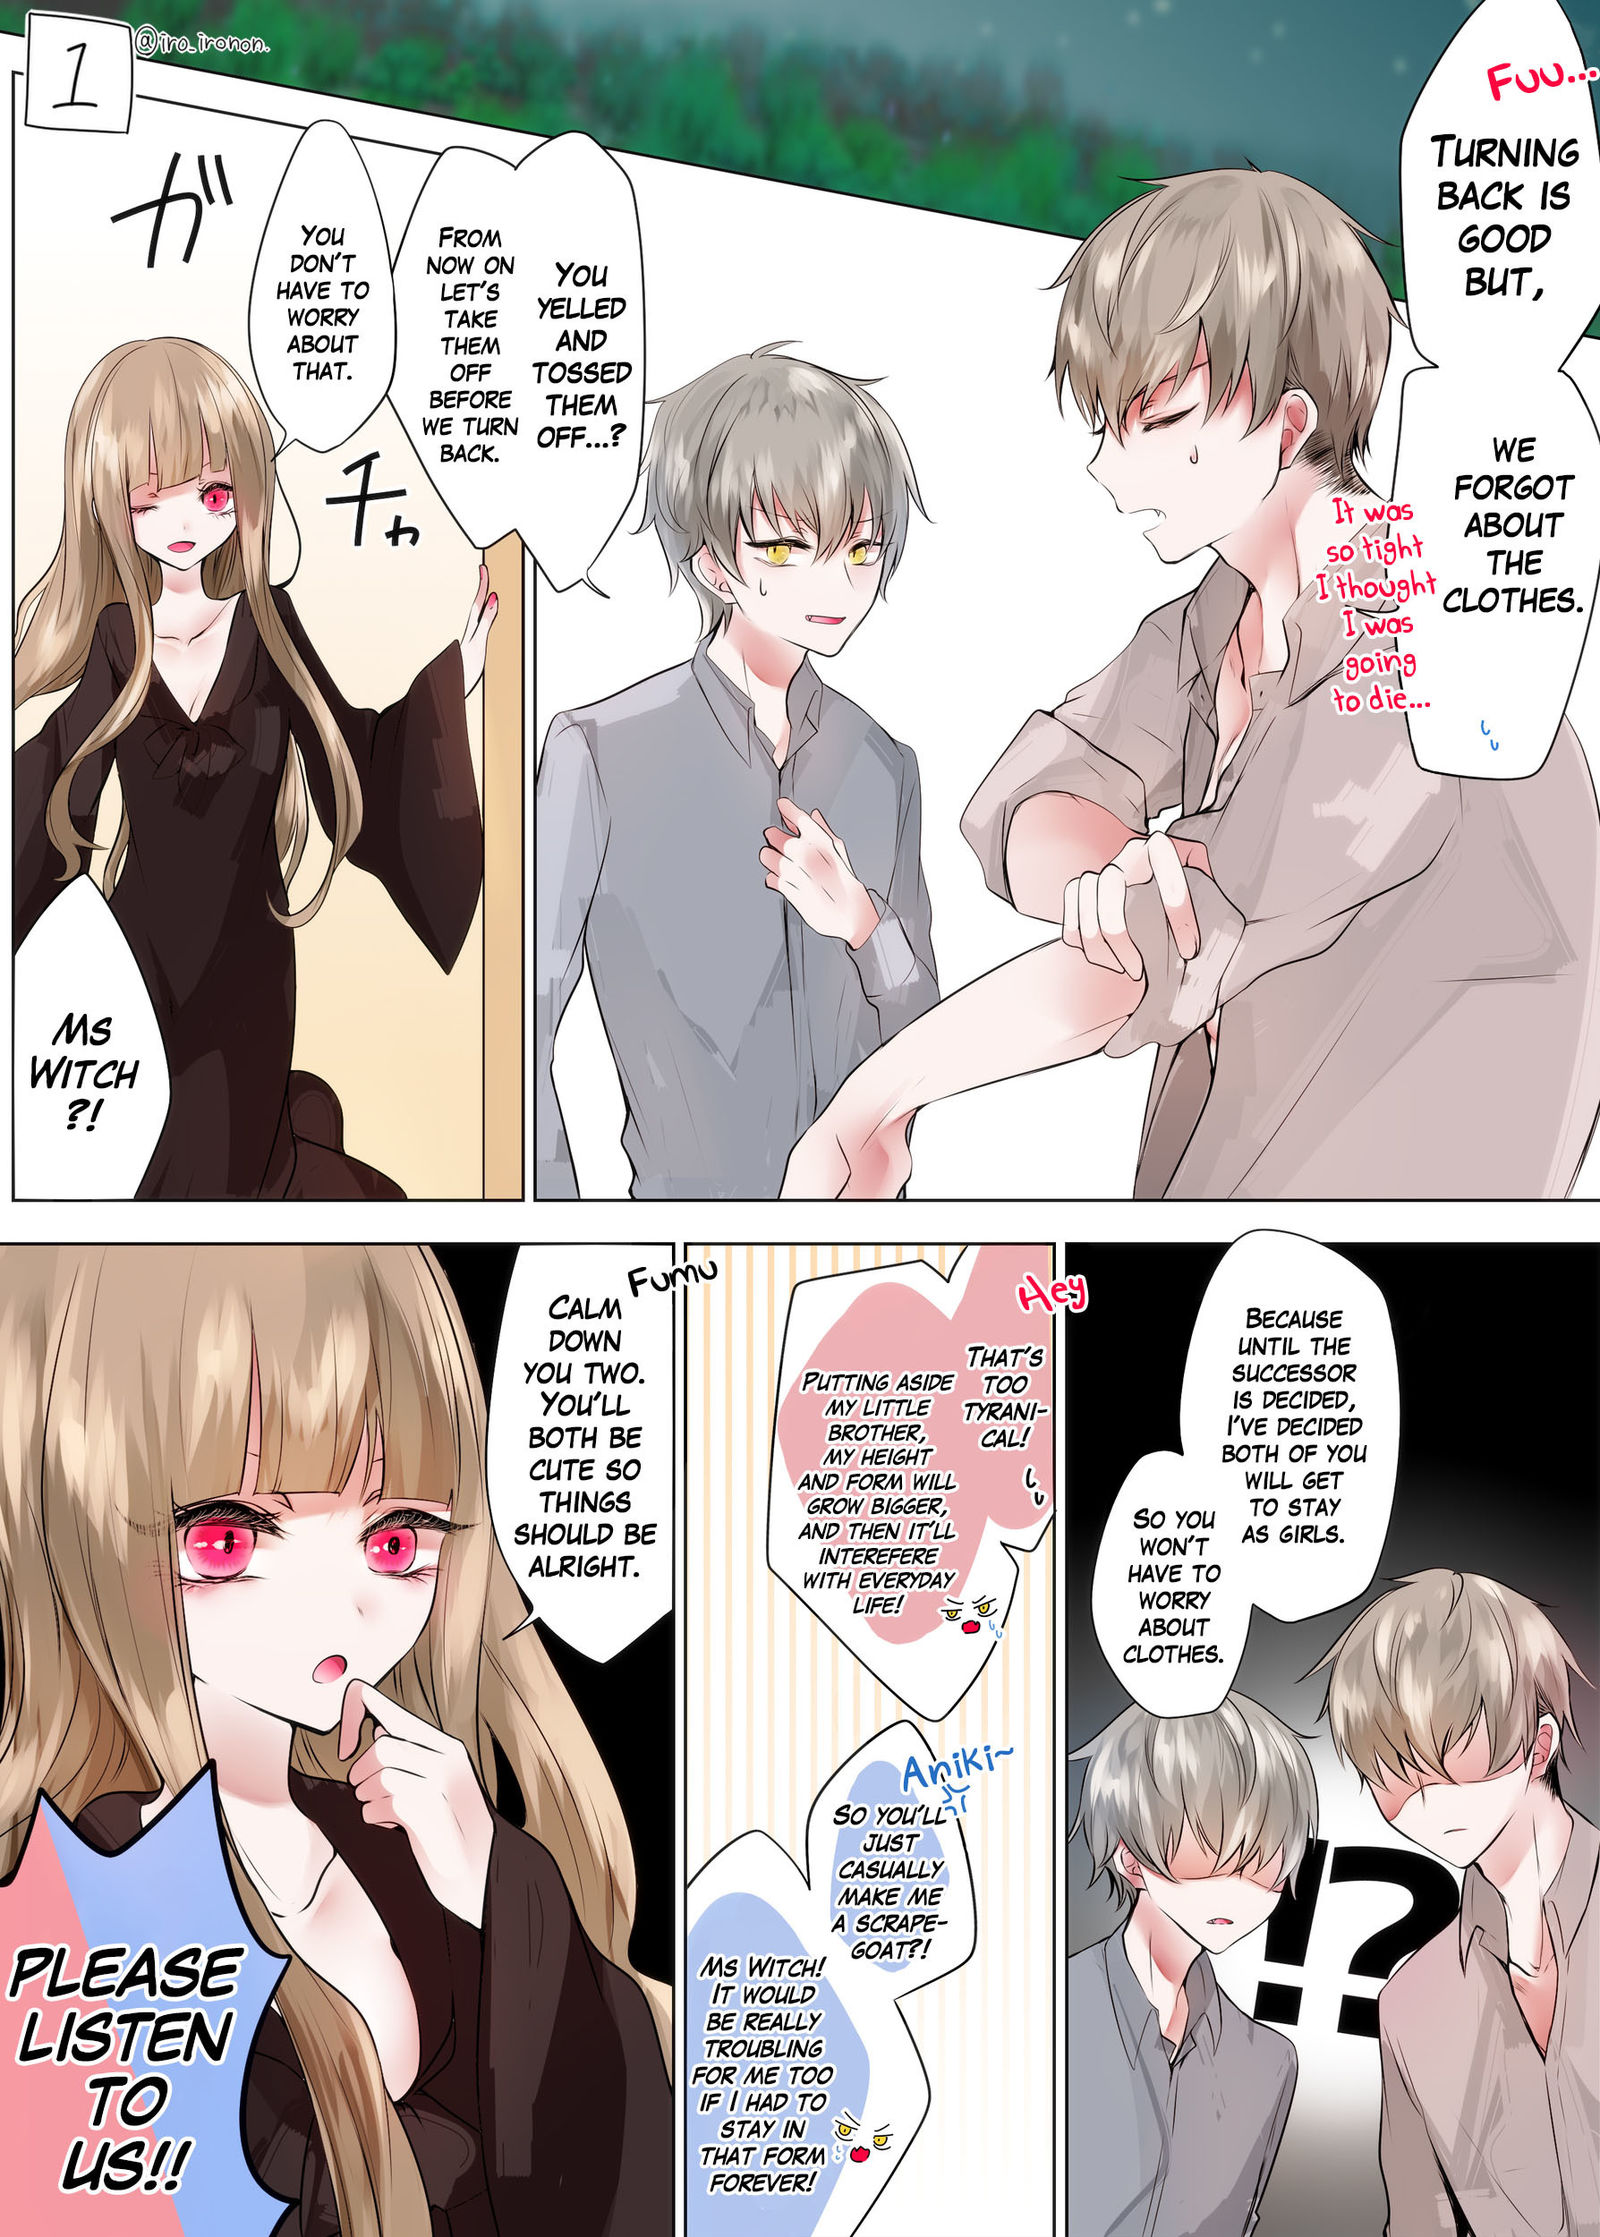 1
@iro_ironon.
Fuu...
TURNING
BACK IS
GOOD
BUT,
WE
FORGOT
ABOUT
THE
CLOTHES.
It was
so tight
I thought
I was
going
to die...
YOU
YELLED
AND
TOSSED
THEM
OFF...?
FROM
NOW ON
LET'S
TAKE
THEM
OFF
BEFORE
WE TURN
BACK.
YOU
DON'T
HAVE TO
WORRY
ABOUT
THAT.
ガ
チャ
MS
WITCH
?!
BECAUSE
UNTIL THE
SUCCESSOR
IS DECIDED,
I'VE DECIDED
BOTH OF YOU
WILL GET
TO STAY
AS GIRLS.
SO YOU
WON'T
HAVE TO
WORRY
ABOUT
CLOTHES.
!?
Hey
THAT'S
TOO
TYRANI-
CAL!
PUTTING ASIDE
MY LITTLE
BROTHER,
MY HEIGHT
AND FORM WILL
GROW BIGGER,
AND THEN IT'LL
INTEREFERE
WITH EVERYDAY
LIFE!
Aniki~
SO YOU'LL
JUST
CASUALLY
MAKE ME
A SCRAPE-
GOAT?!
MS WITCH!
IT WOULD
BE REALLY
TROUBLING
FOR ME TOO
IF I HAD TO
STAY IN
THAT FORM
FOREVER!
Fumu
CALM
DOWN
YOU TWO.
YOU'LL
BOTH BE
CUTE SO
THINGS
SHOULD BE
ALRIGHT.
PLEASE
LISTEN
TO
US!!